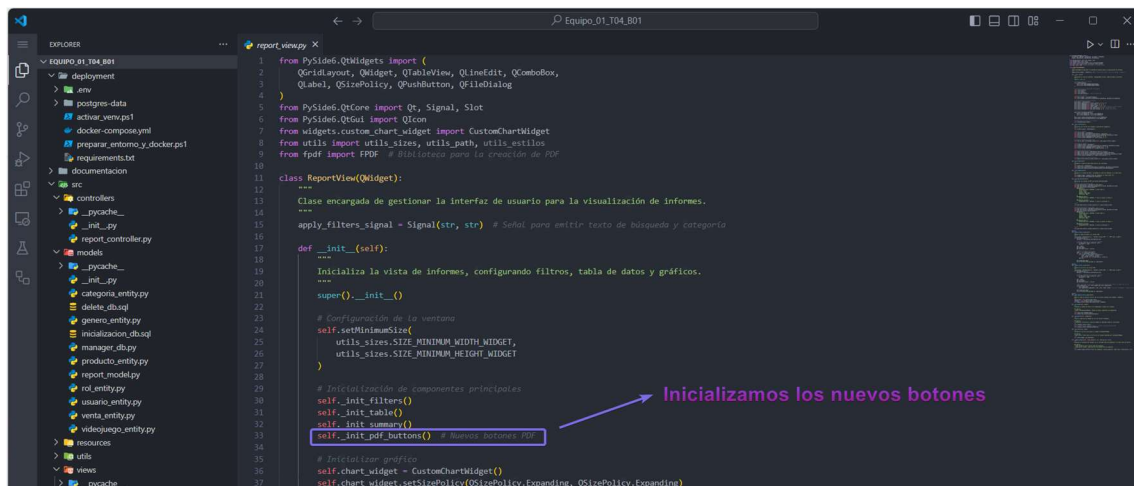 Equipo_01_T04_B01
EXPLORER
EQUIPO_01_T04_B01
deployment
.env
postgres-data
activar_venv.ps1
docker-compose.yml
preparar_entorno_y_docker.ps1
requirements.txt
documentacion
src
controllers
__pycache__
__init__.py
report_controller.py
models
__pycache__
__init__.py
categoria_entity.py
delete_db.sql
genero_entity.py
inicializacion_db.sql
manager_db.py
producto_entity.py
report_model.py
rol_entity.py
usuario_entity.py
venta_entity.py
videojuego_entity.py
resources
utils
views
__pycache__
report_view.py
1 from PySide6.QtWidgets import (
2 QGridLayout, QWidget, QTableView, QLineEdit, QComboBox,
3 QLabel, QSizePolicy, QPushButton, QFileDialog
4 )
5 from PySide6.QtCore import Qt, Signal, Slot
6 from PySide6.QtGui import QIcon
7 from widgets.custom_chart_widget import CustomChartWidget
8 from utils import utils_sizes, utils_path, utils_estilos
9 from fpdf import FPDF # Biblioteca para la creación de PDF
10
11 class ReportView(QWidget):
12 """
13 Clase encargada de gestionar la interfaz de usuario para la visualización de informes.
14 """
15 apply_filters_signal = Signal(str, str) # Señal para emitir texto de búsqueda y categoría
16
17 def __init__(self):
18 """
19 Inicializa la vista de informes, configurando filtros, tabla de datos y gráficos.
20 """
21 super().__init__()
22
23 # Configuración de la ventana
24 self.setMinimumSize(
25 utils_sizes.SIZE_MINIMUM_WIDTH_WIDGET,
26 utils_sizes.SIZE_MINIMUM_HEIGHT_WIDGET
27 )
28
29 # Inicialización de componentes principales
30 self._init_filters()
31 self._init_table()
32 self._init_summary()
33 self._init_pdf_buttons() # Nuevos botones PDF
34
35 # Inicializar gráfico
36 self.chart_widget = CustomChartWidget()
37 self.chart_widget.setSizePolicy(QSizePolicy.Expanding, QSizePolicy.Expanding)
Inicializamos los nuevos botones